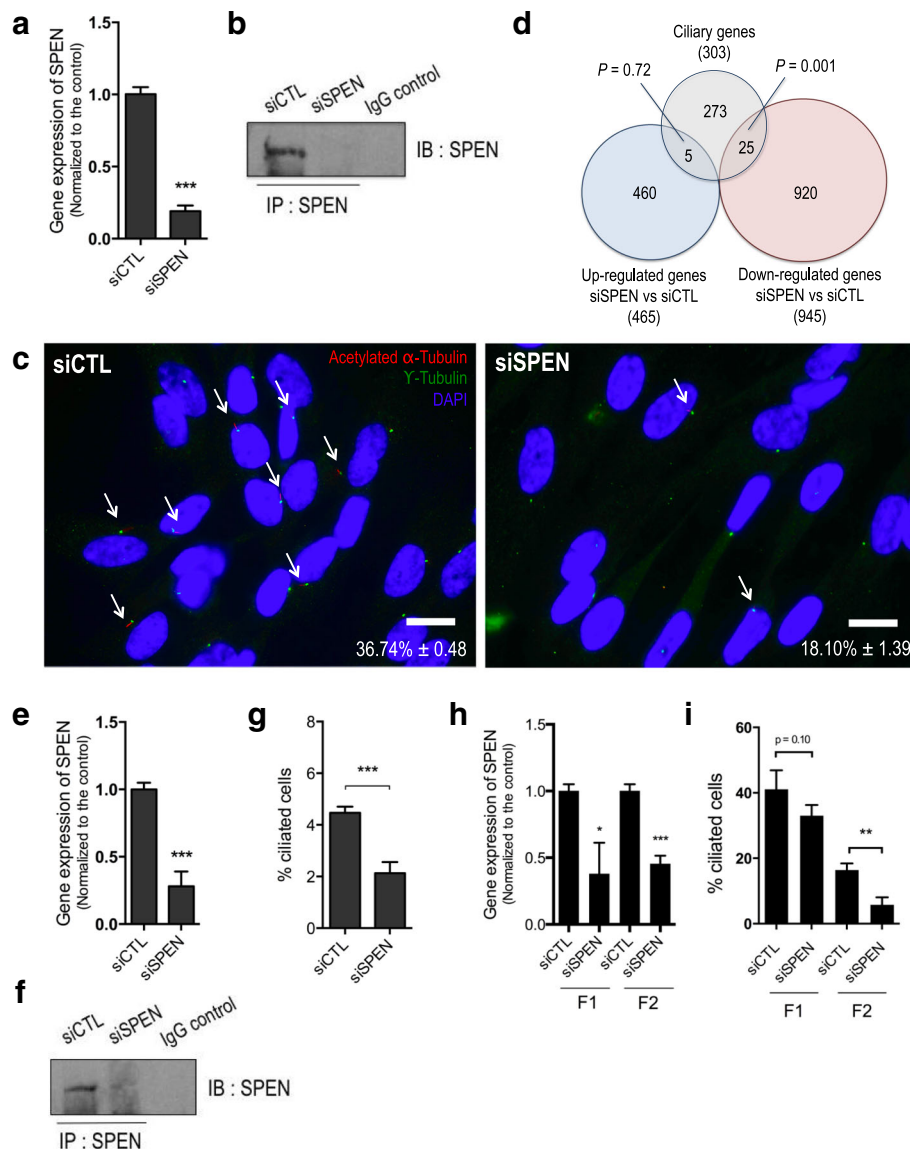 a
Gene expression of SPEN
(Normalized to the control)
1.5
1.0
0.5
0.0
***
siCTL
siSPEN
b
siCTL
siSPEN
IgG control
IB : SPEN
IP : SPEN
d
Ciliary genes
(303)
P = 0.72
P = 0.001
273
5
25
460
920
Up-regulated genes
siSPEN vs siCTL
(465)
Down-regulated genes
siSPEN vs siCTL
(945)
c
siCTL
Acetylated α-Tubulin
ϒ-Tubulin
DAPI
36.74% ± 0.48
siSPEN
18.10% ± 1.39
e
Gene expression of SPEN
(Normalized to the control)
1.5
1.0
0.5
0.0
***
siCTL
siSPEN
g
% ciliated cells
8
6
4
2
0
***
siCTL
siSPEN
h
Gene expression of SPEN
(Normalized to the control)
1.5
1.0
0.5
0.0
*
***
siCTL
siSPEN
siCTL
siSPEN
F1
F2
i
% ciliated cells
60
40
20
0
p = 0.10
**
siCTL
siSPEN
siCTL
siSPEN
F1
F2
f
siCTL
siSPEN
IgG control
IB : SPEN
IP : SPEN